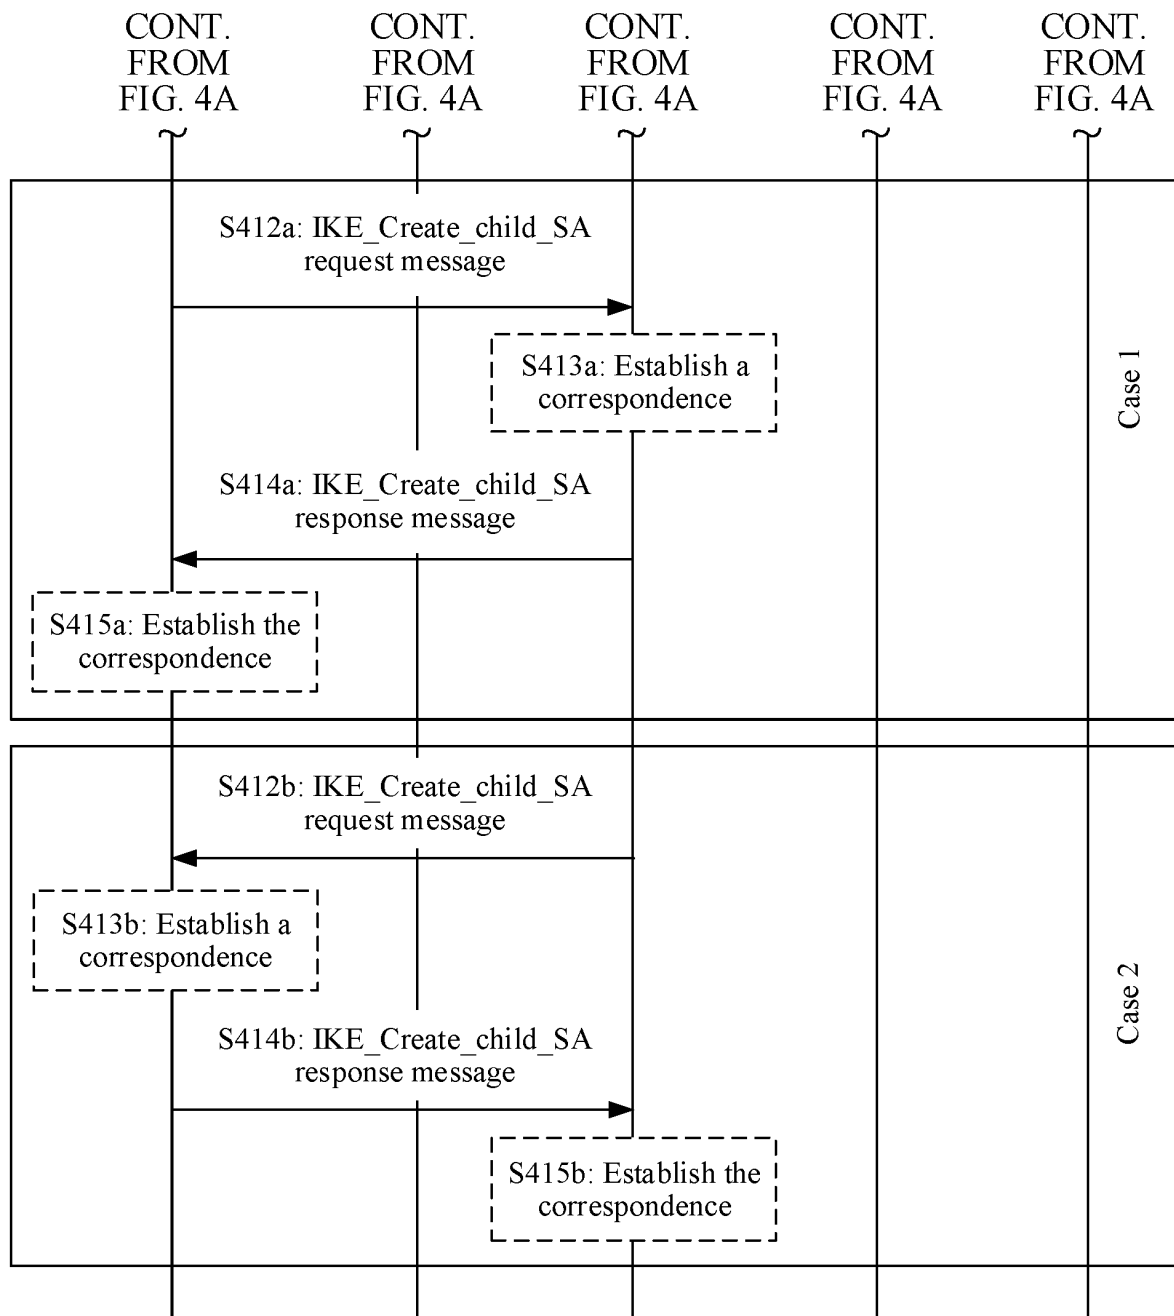 CONT.
FROM
FIG. 4A
CONT.
FROM
FIG. 4A
CONT.
FROM
FIG. 4A
CONT.
FROM
FIG. 4A
CONT.
FROM
FIG. 4A
S412a: IKE_Create_child_SA
request message
S413a: Establish a
correspondence
S414a: IKE_Create_child_SA
response message
S415a: Establish the
correspondence
Case 1
S412b: IKE_Create_child_SA
request message
S413b: Establish a
correspondence
S414b: IKE_Create_child_SA
response message
S415b: Establish the
correspondence
Case 2